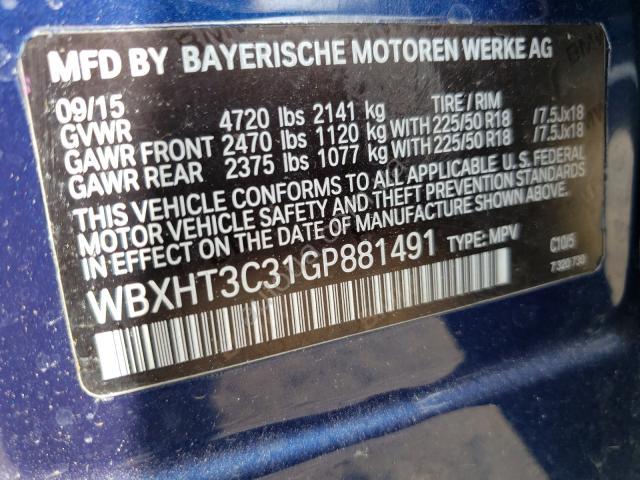 MFD BY BAYERISCHE MOTOREN WERKE AG
09/15 TIRE / RIM
GVWR 4720 lbs 2141 kg
GAWR FRONT 2470 lbs 1120 kg WITH 225/50 R18 /7.5Jx18
GAWR REAR 2375 lbs 1077 kg WITH 225/50 R18 /7.5Jx18
THIS VEHICLE CONFORMS TO ALL APPLICABLE U.S. FEDERAL
MOTOR VEHICLE SAFETY AND THEFT PREVENTION STANDARDS
IN EFFECT ON THE DATE OF MANUFACTURE SHOWN ABOVE.
WBXHT3C31GP881491 TYPE: MPV
7 320 730